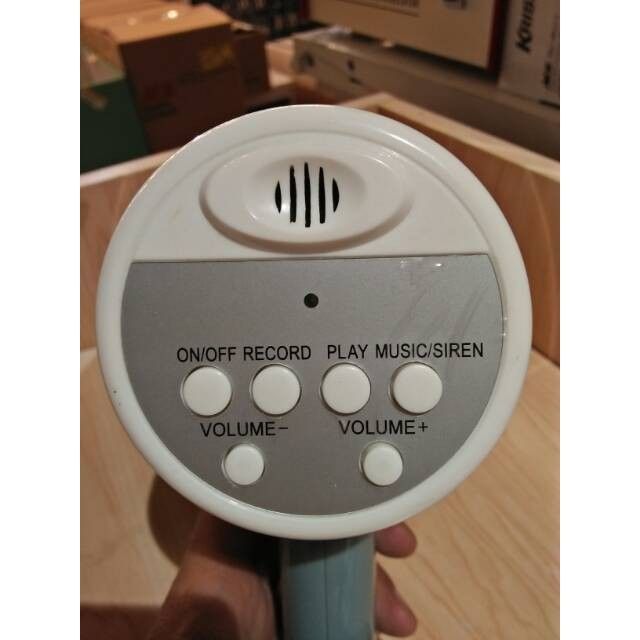 ON/OFF RECORD PLAY MUSIC/SIREN
VOLUME- VOLUME+